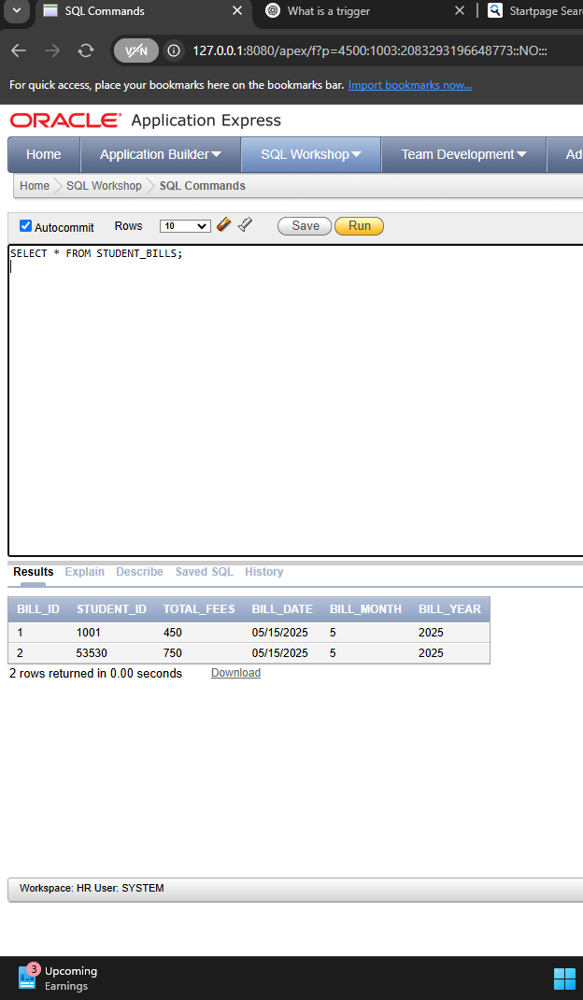 SQL Commands
What is a trigger
Startpage Sear
VPN
127.0.0.1:8080/apex/f?p=4500:1003:2083293196648773::NO:::
For quick access, place your bookmarks here on the bookmarks bar. Import bookmarks now...
ORACLE Application Express
Home Application Builder SQL Workshop Team Development Ad
Home SQL Workshop SQL Commands
Autocommit Rows 10 Save Run
SELECT * FROM STUDENT_BILLS;
Results Explain Describe Saved SQL History
BILL_ID STUDENT_ID TOTAL_FEES BILL_DATE BILL_MONTH BILL_YEAR
1 1001 450 05/15/2025 5 2025
2 53530 750 05/15/2025 5 2025
2 rows returned in 0.00 seconds Download
Workspace: HR User: SYSTEM
3
Upcoming
Earnings